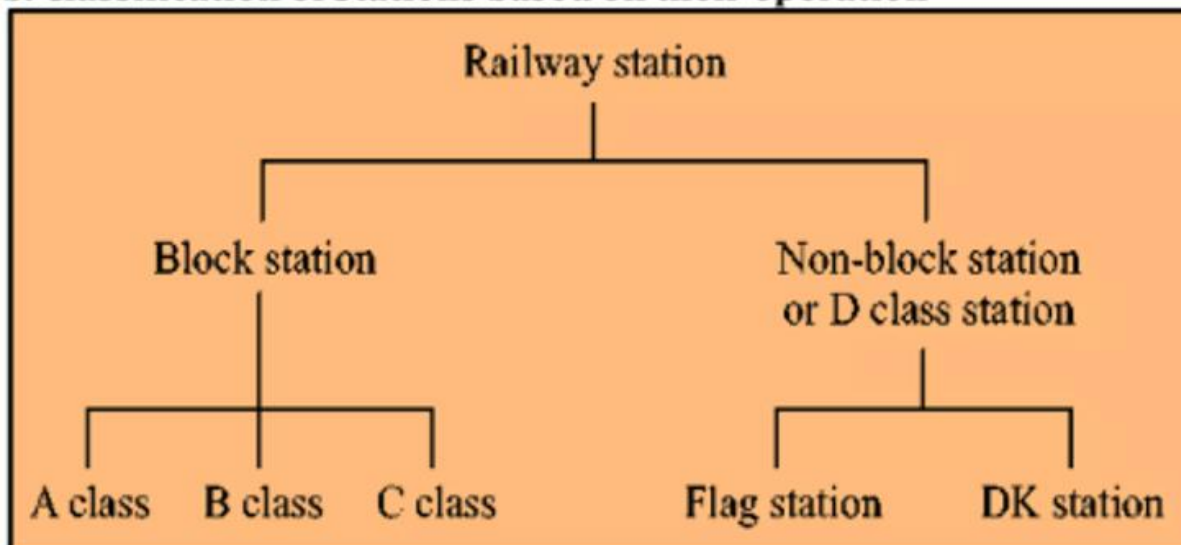 Railway station
Block station
Non-block station
or D class station
A class B class C class Flag station DK station